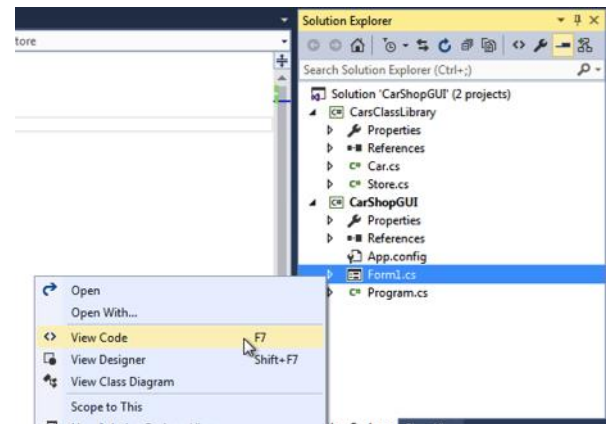 Solution Explorer
tore
Search Solution Explorer (Ctrl+;)
Solution 'CarShopGUI' (2 projects)
C# CarsClassLibrary
Properties
References
C# Car.cs
C# Store.cs
C# CarShopGUI
Properties
References
App.config
Form1.cs
C# Program.cs
Open
Open With...
View Code F7
View Designer Shift+F7
View Class Diagram
Scope to This